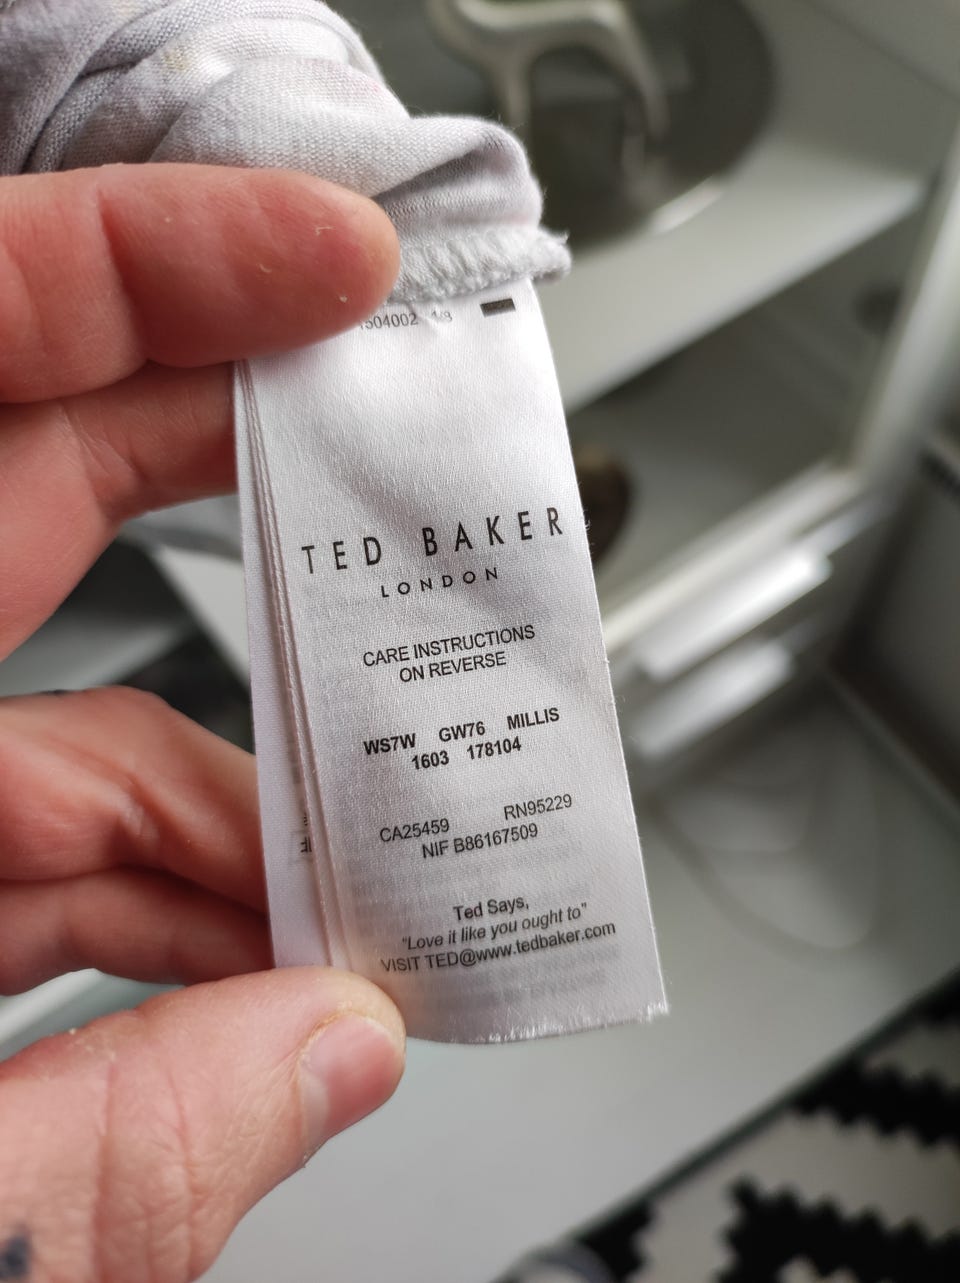 TED BAKER
LONDON
CARE INSTRUCTIONS
ON REVERSE
WS7W GW76 MILLIS
1603 178104
CA25459 RN95229
NIF B86167509
Ted Says,
"Love it like you ought to"
VISIT TED@www.tedbaker.com